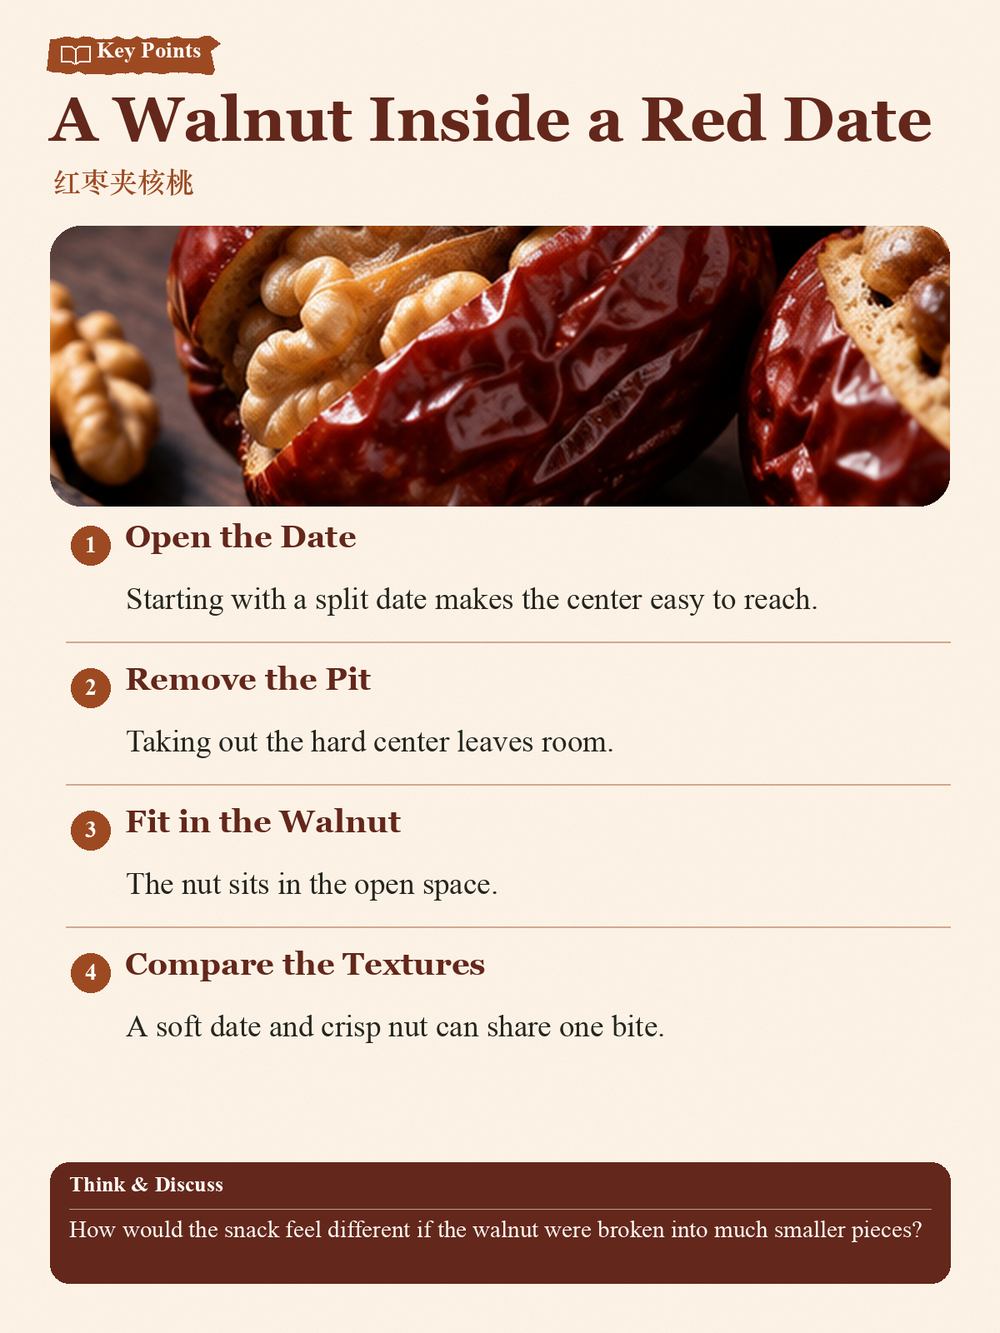 Key Points
A Walnut Inside a Red Date
红枣夹核桃
1 Open the Date
Starting with a split date makes the center easy to reach.
2 Remove the Pit
Taking out the hard center leaves room.
3 Fit in the Walnut
The nut sits in the open space.
4 Compare the Textures
A soft date and crisp nut can share one bite.
Think & Discuss
How would the snack feel different if the walnut were broken into much smaller pieces?